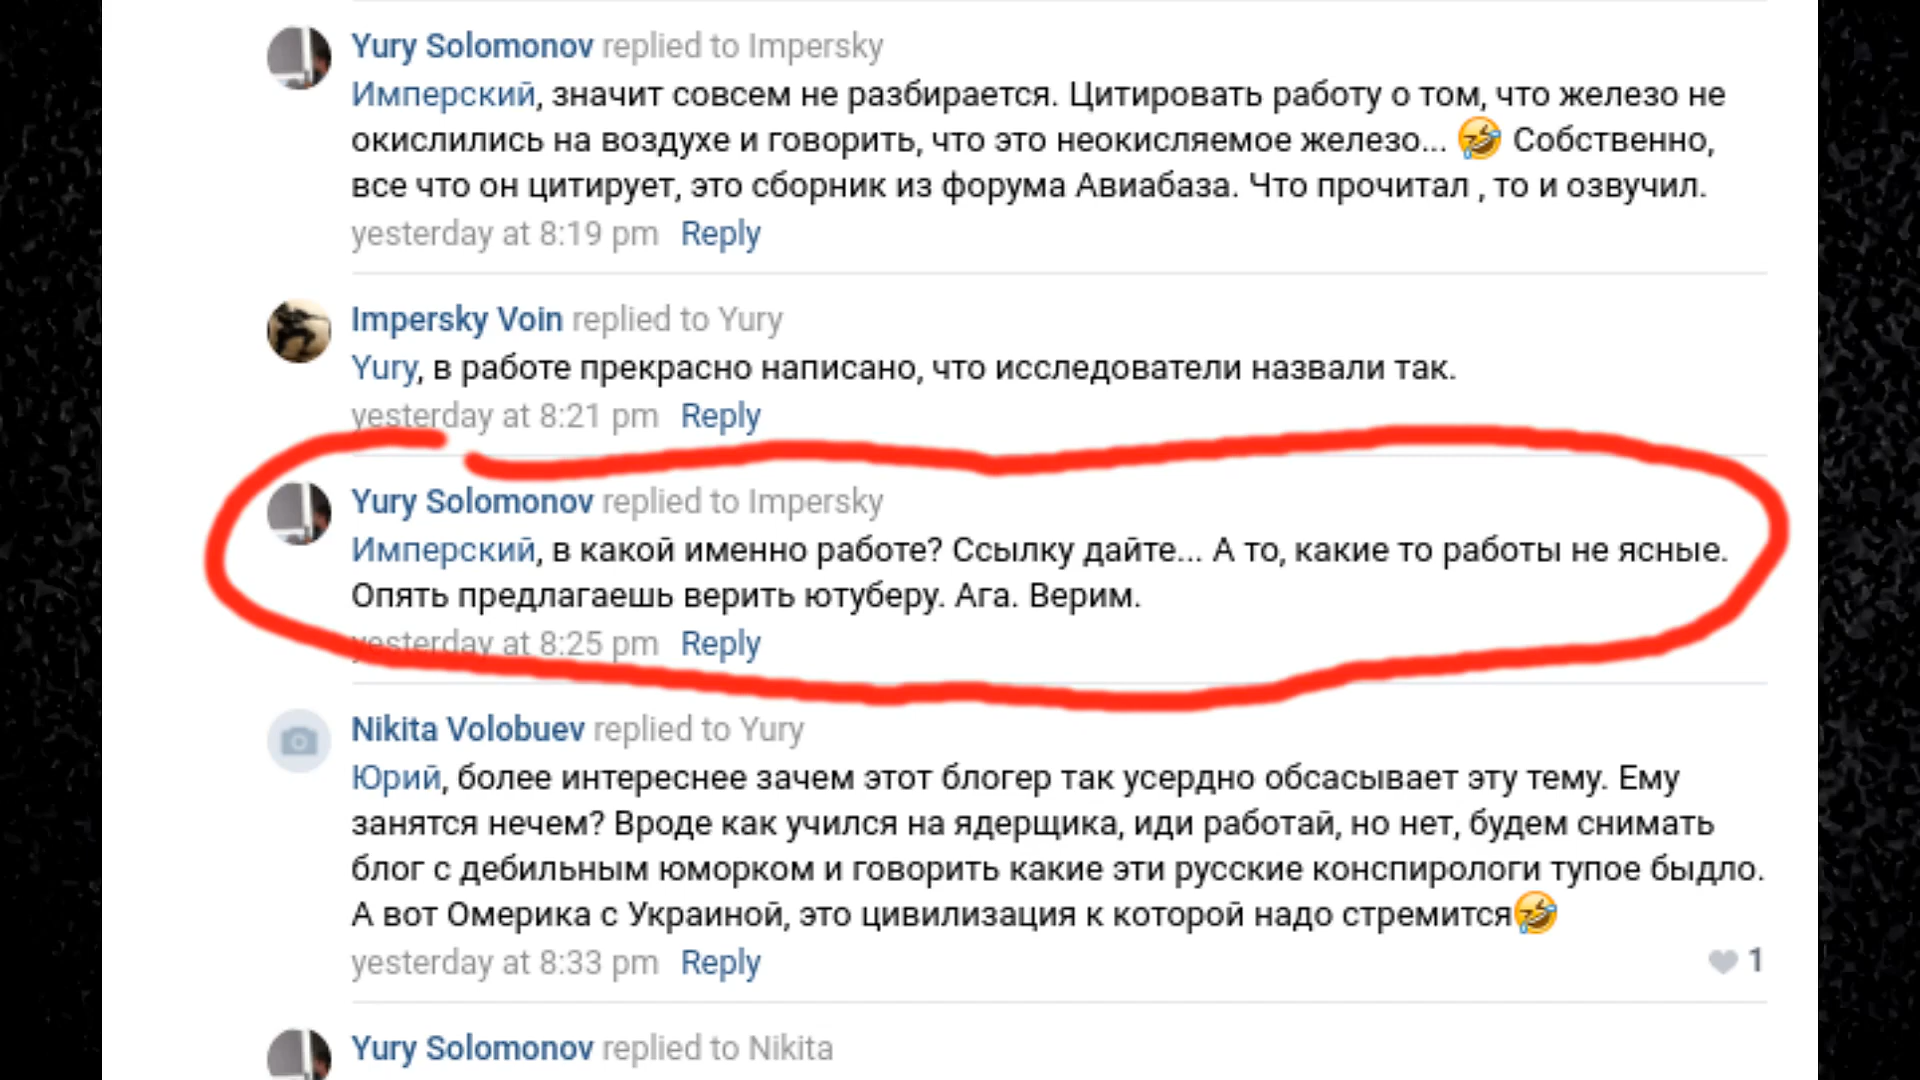 Yury Solomonov replied to Impersky
Имперский, значит совсем не разбирается. Цитировать работу о том, что железо не
окислились на воздухе и говорить, что это неокисляемое железо... 🤣 Собственно,
все что он цитирует, это сборник из форума Авиабаза. Что прочитал , то и озвучил.
yesterday at 8:19 pm Reply
Impersky Voin replied to Yury
Yury, в работе прекрасно написано, что исследователи назвали так.
yesterday at 8:21 pm Reply
Yury Solomonov replied to Impersky
Имперский, в какой именно работе? Ссылку дайте... А то, какие то работы не ясные.
Опять предлагаешь верить ютуберу. Ага. Верим.
yesterday at 8:25 pm Reply
Nikita Volobuev replied to Yury
Юрий, более интереснее зачем этот блогер так усердно обсасывает эту тему. Ему
занятся нечем? Вроде как учился на ядерщика, иди работай, но нет, будем снимать
блог с дебильным юморком и говорить какие эти русские конспирологи тупое быдло.
А вот Омерика с Украиной, это цивилизация к которой надо стремится🤣
yesterday at 8:33 pm Reply
1
Yury Solomonov replied to Nikita